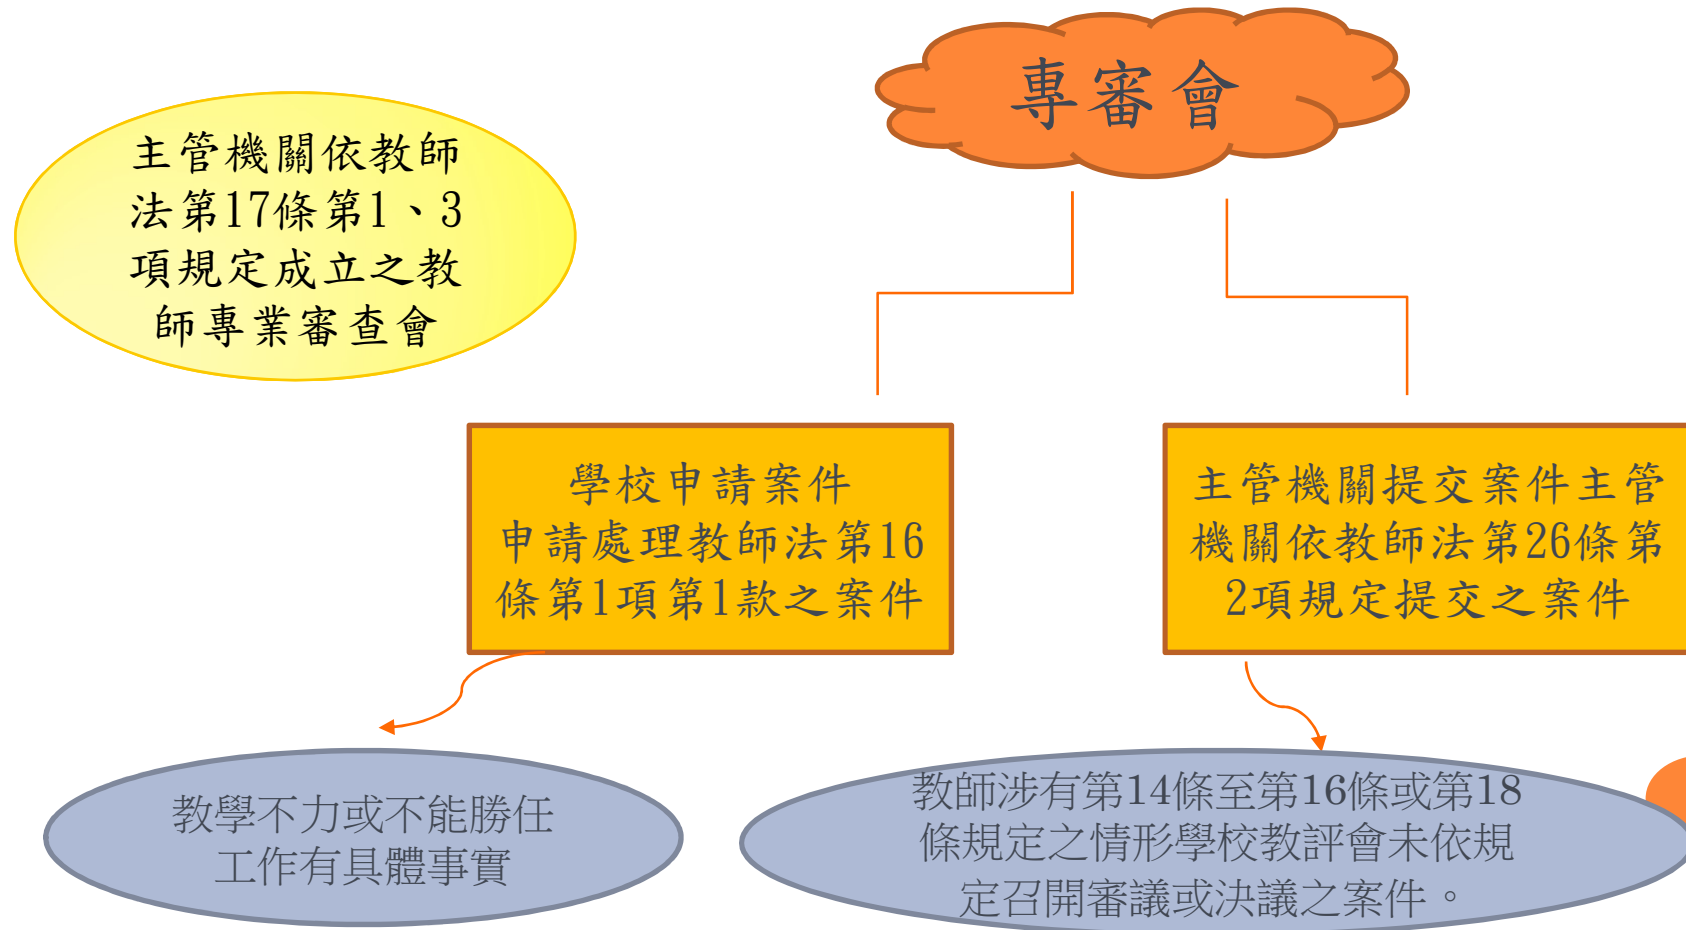 專審會
主管機關依教師
法第17條第1、3
項規定成立之教
師專業審查會
學校申請案件
申請處理教師法第16
條第1項第1款之案件
主管機關提交案件主管
機關依教師法第26條第
2項規定提交之案件
教學不力或不能勝任
工作有具體事實
教師涉有第14條至第16條或第18
條規定之情形學校教評會未依規
定召開審議或決議之案件。